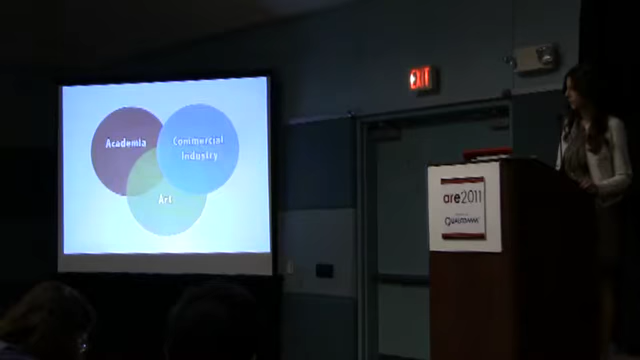 Academia
Commercial
Industry
Art
EXIT
are2011
QUALCOMM